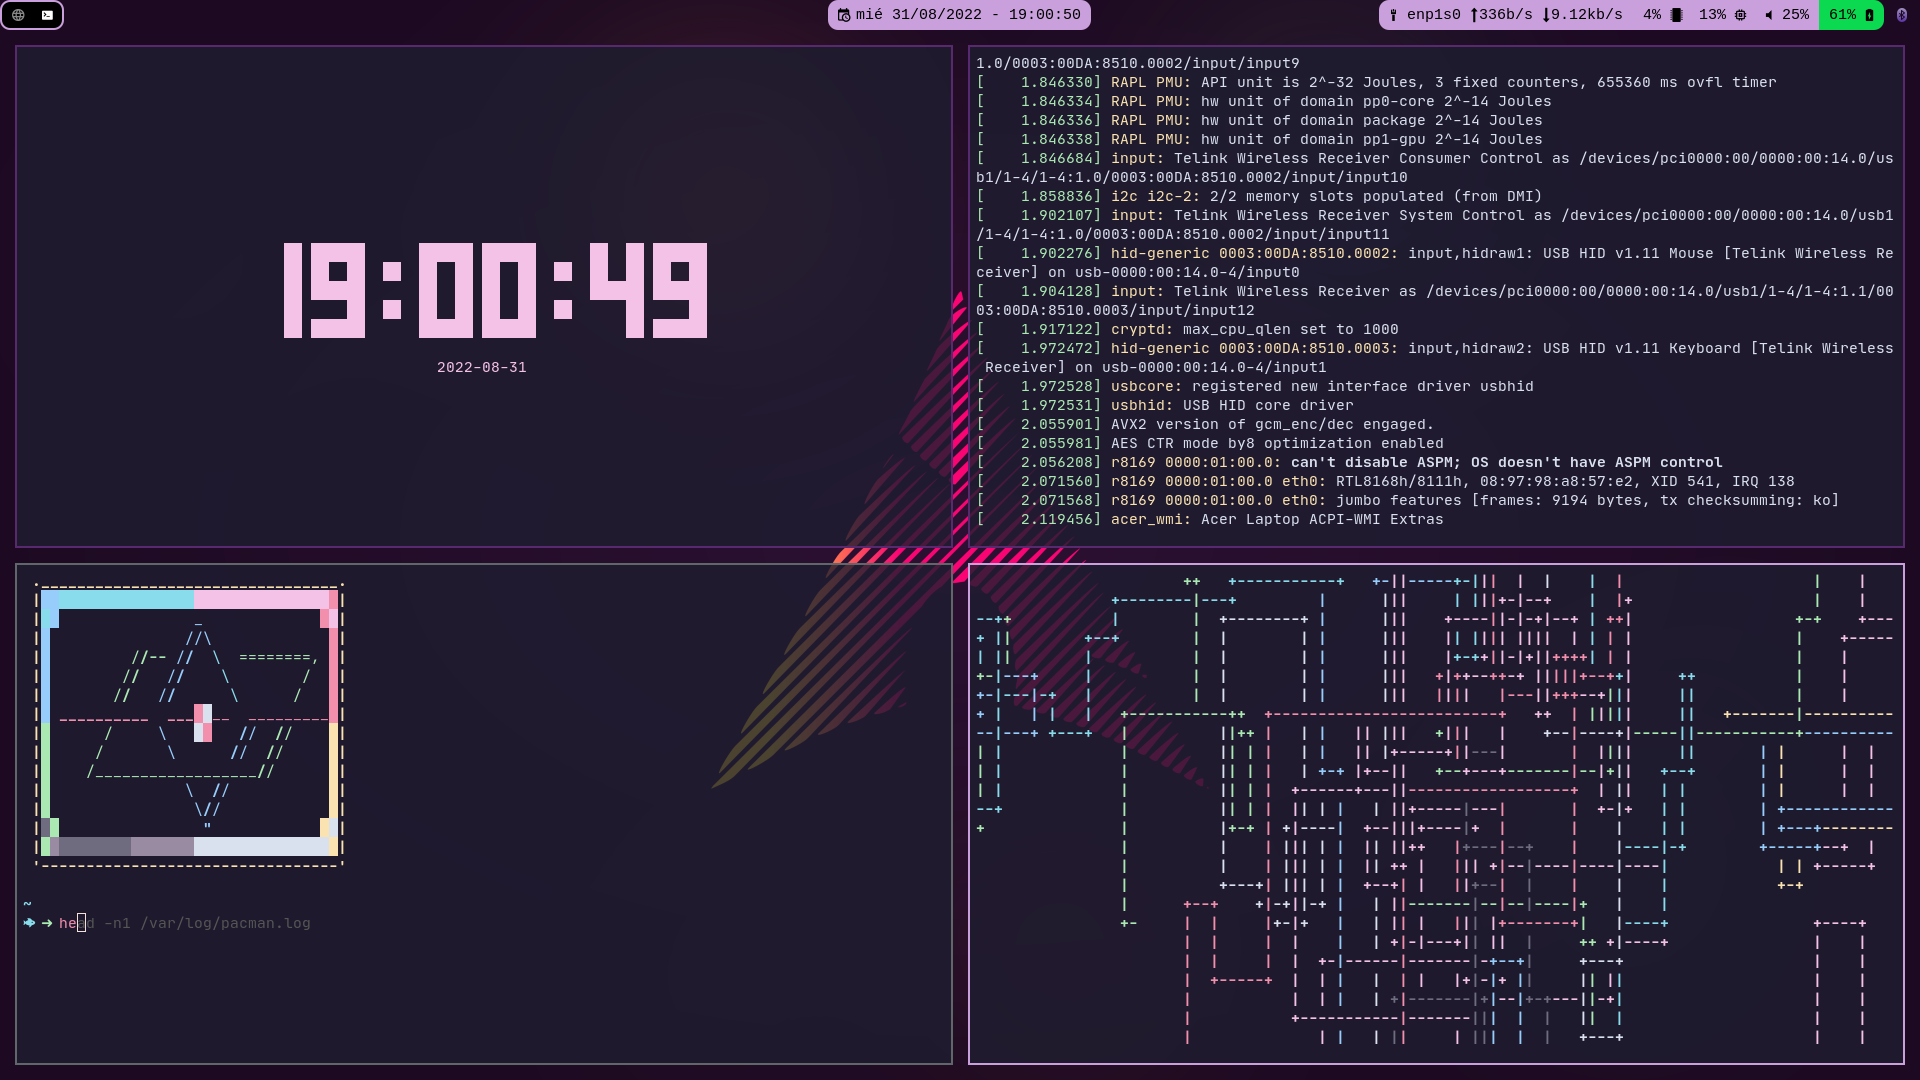 mié 31/08/2022 - 19:00:50
enp1s0 ↑336b/s ↓9.12kb/s 4% 13% 25% 61%
19:00:49
2022-08-31
1.0/0003:00DA:8510.0002/input/input9
[    1.846330] RAPL PMU: API unit is 2^-32 Joules, 3 fixed counters, 655360 ms ovfl timer
[    1.846334] RAPL PMU: hw unit of domain pp0-core 2^-14 Joules
[    1.846336] RAPL PMU: hw unit of domain package 2^-14 Joules
[    1.846338] RAPL PMU: hw unit of domain pp1-gpu 2^-14 Joules
[    1.846684] input: Telink Wireless Receiver Consumer Control as /devices/pci0000:00/0000:00:14.0/us
b1/1-4/1-4:1.0/0003:00DA:8510.0002/input/input10
[    1.858836] i2c i2c-2: 2/2 memory slots populated (from DMI)
[    1.902107] input: Telink Wireless Receiver System Control as /devices/pci0000:00/0000:00:14.0/usb1
/1-4/1-4:1.0/0003:00DA:8510.0002/input/input11
[    1.902276] hid-generic 0003:00DA:8510.0002: input,hidraw1: USB HID v1.11 Mouse [Telink Wireless Re
ceiver] on usb-0000:00:14.0-4/input0
[    1.904128] input: Telink Wireless Receiver as /devices/pci0000:00/0000:00:14.0/usb1/1-4/1-4:1.1/00
03:00DA:8510.0003/input/input12
[    1.917122] cryptd: max_cpu_qlen set to 1000
[    1.972472] hid-generic 0003:00DA:8510.0003: input,hidraw2: USB HID v1.11 Keyboard [Telink Wireless
 Receiver] on usb-0000:00:14.0-4/input1
[    1.972528] usbcore: registered new interface driver usbhid
[    1.972531] usbhid: USB HID core driver
[    2.055901] AVX2 version of gcm_enc/dec engaged.
[    2.055981] AES CTR mode by8 optimization enabled
[    2.056208] r8169 0000:01:00.0: can't disable ASPM; OS doesn't have ASPM control
[    2.071560] r8169 0000:01:00.0 eth0: RTL8168h/8111h, 08:97:98:a8:57:e2, XID 541, IRQ 138
[    2.071568] r8169 0000:01:00.0 eth0: jumbo features [frames: 9194 bytes, tx checksumming: ko]
[    2.119456] acer_wmi: Acer Laptop ACPI-WMI Extras
~
➜ head -n1 /var/log/pacman.log